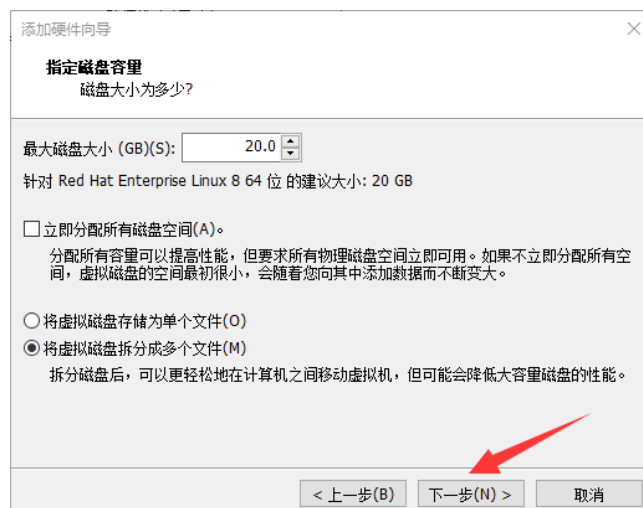 添加硬件向导
指定磁盘容量
磁盘大小为多少?
最大磁盘大小 (GB)(S): 20.0
针对 Red Hat Enterprise Linux 8 64 位 的建议大小: 20 GB
立即分配所有磁盘空间(A)。
分配所有容量可以提高性能，但要求所有物理磁盘空间立即可用。如果不立即分配所有空
间，虚拟磁盘的空间最初很小，会随着您向其中添加数据而不断变大。
将虚拟磁盘存储为单个文件(O)
将虚拟磁盘拆分成多个文件(M)
拆分磁盘后，可以更轻松地在计算机之间移动虚拟机，但可能会降低大容量磁盘的性能。
< 上一步(B) 下一步(N) > 取消